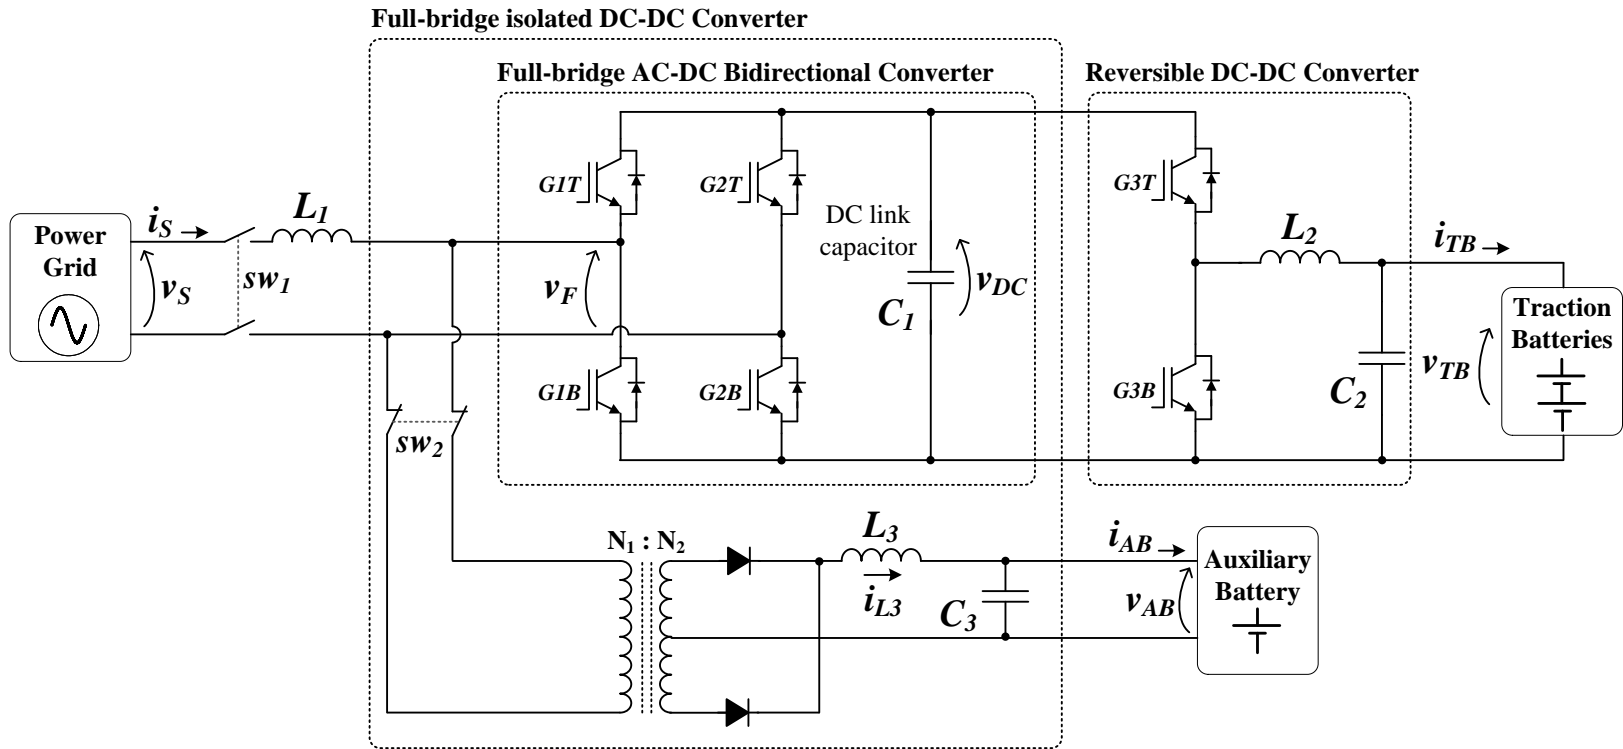 Full-bridge isolated DC-DC Converter
Full-bridge AC-DC Bidirectional Converter
Reversible DC-DC Converter
Power
Grid
iS
vS
sw1
L1
vF
G1T
G2T
G1B
G2B
DC link
capacitor
C1
vDC
G3T
G3B
L2
C2
iTB
vTB
Traction
Batteries
sw2
N1 : N2
L3
iL3
C3
iAB
vAB
Auxiliary
Battery